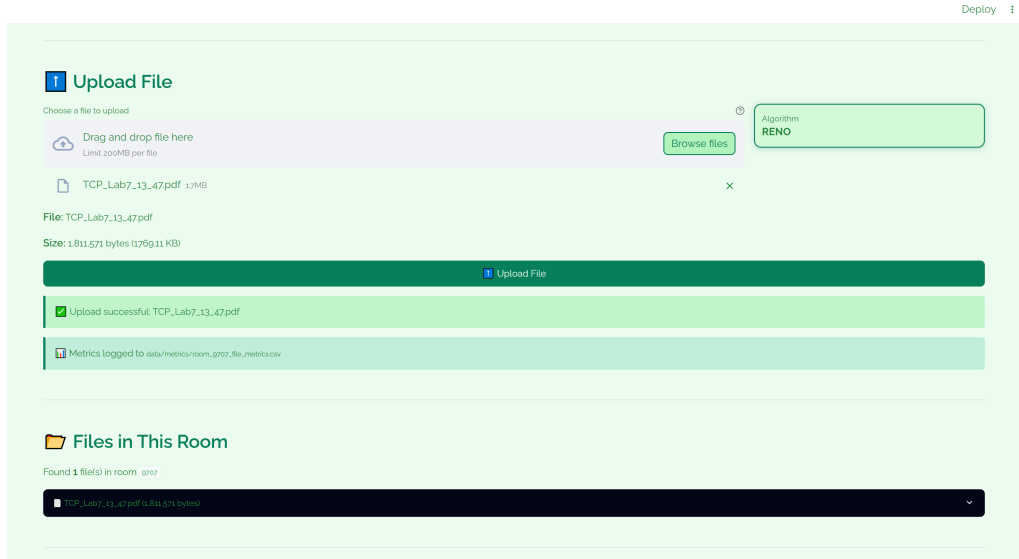 Deploy
Upload File
Choose a file to upload
Drag and drop file here
Limit 200MB per file
Browse files
Algorithm
RENO
TCP_Lab7_13_47.pdf 1.7MB
File: TCP_Lab7_13_47.pdf
Size: 1,811,571 bytes (1769.11 KB)
Upload File
Upload successful: TCP_Lab7_13_47.pdf
Metrics logged to data/metrics/room_9707_file_metrics.csv
Files in This Room
Found 1 file(s) in room 9707
TCP_Lab7_13_47.pdf (1,811,571 bytes)